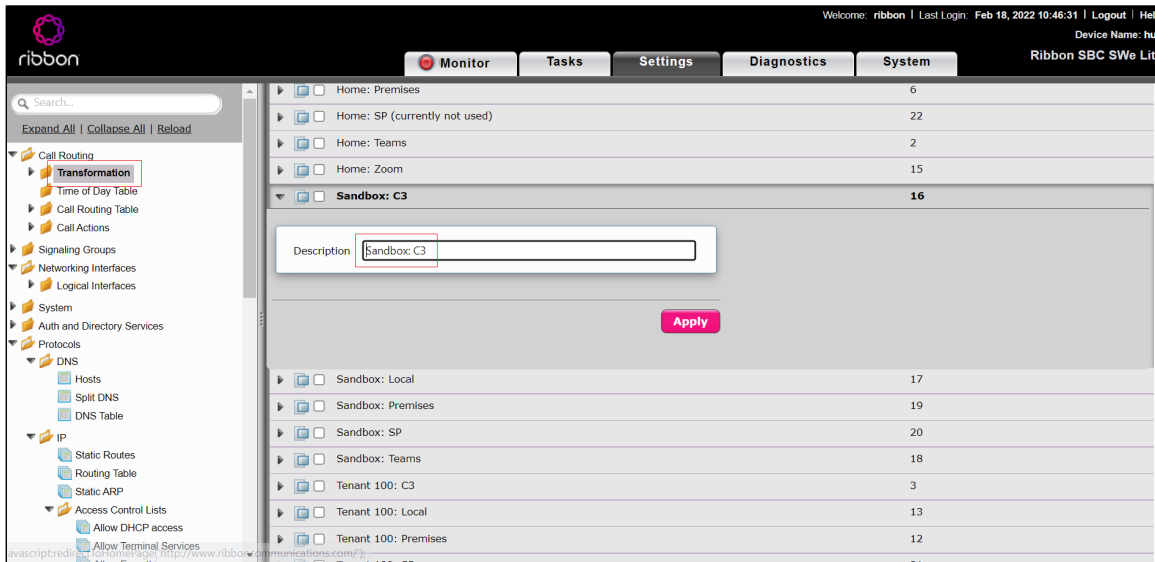 Welcome: ribbon | Last Login: Feb 18, 2022 10:46:31 | Logout | Hel
Device Name: hu
ribbon
Monitor
Tasks
Settings
Diagnostics
System
Ribbon SBC SWe Lit
Search...
Expand All | Collapse All | Reload
Call Routing
Transformation
Time of Day Table
Call Routing Table
Call Actions
Signaling Groups
Networking Interfaces
Logical Interfaces
System
Auth and Directory Services
Protocols
DNS
Hosts
Split DNS
DNS Table
IP
Static Routes
Routing Table
Static ARP
Access Control Lists
Allow DHCP access
Allow Terminal Services
avascript:redirectToHomePage('http://www.ribboncommunications.com/');
Home: Premises 6
Home: SP (currently not used) 22
Home: Teams 2
Home: Zoom 15
Sandbox: C3 16
Description Sandbox: C3
Apply
Sandbox: Local 17
Sandbox: Premises 19
Sandbox: SP 20
Sandbox: Teams 18
Tenant 100: C3 3
Tenant 100: Local 13
Tenant 100: Premises 12